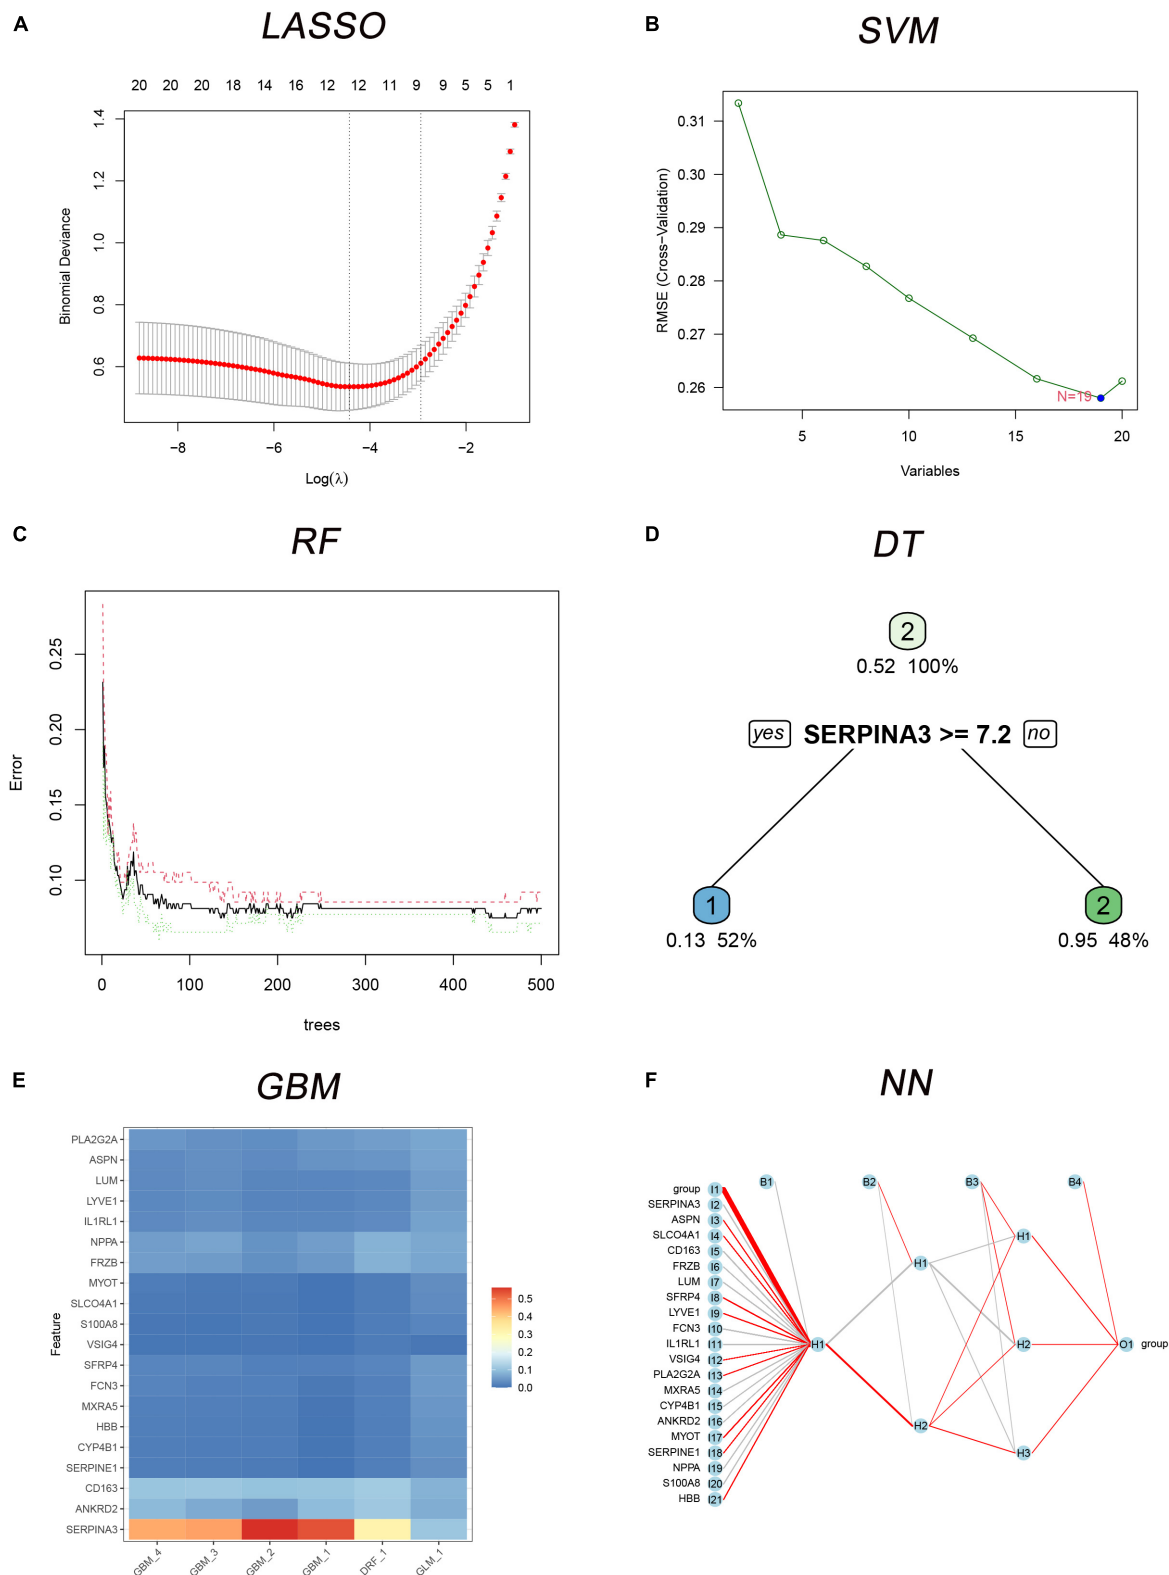 A
LASSO
20 20 20 18 14 16 12 12 11 9 9 5 5 1
1.4
1.2
1.0
0.8
0.6
Binomial Deviance
−8 −6 −4 −2
Log(λ)
B
SVM
0.31
0.30
0.29
0.28
0.27
0.26
RMSE (Cross−Validation)
N=19
5 10 15 20
Variables
C
RF
0.25
0.20
0.15
0.10
Error
0 100 200 300 400 500
trees
D
DT
2
0.52 100%
yes SERPINA3 >= 7.2 no
1
0.13 52%
2
0.95 48%
E
GBM
Feature
PLA2G2A
ASPN
LUM
LYVE1
IL1RL1
NPPA
FRZB
MYOT
SLCO4A1
S100A8
VSIG4
SFRP4
FCN3
MXRA5
HBB
CYP4B1
SERPINE1
CD163
ANKRD2
SERPINA3
GBM_4 GBM_3 GBM_2 GBM_1 DRF_1 GLM_1
0.5
0.4
0.3
0.2
0.1
0.0
F
NN
B1 B2 B3 B4
group I1
SERPINA3 I2
ASPN I3
SLCO4A1 I4
CD163 I5
FRZB I6
LUM I7
SFRP4 I8
LYVE1 I9
FCN3 I10
IL1RL1 I11
VSIG4 I12
PLA2G2A I13
MXRA5 I14
CYP4B1 I15
ANKRD2 I16
MYOT I17
SERPINE1 I18
NPPA I19
S100A8 I20
HBB I21
H1
H1
H2
H1
H2
H3
O1 group